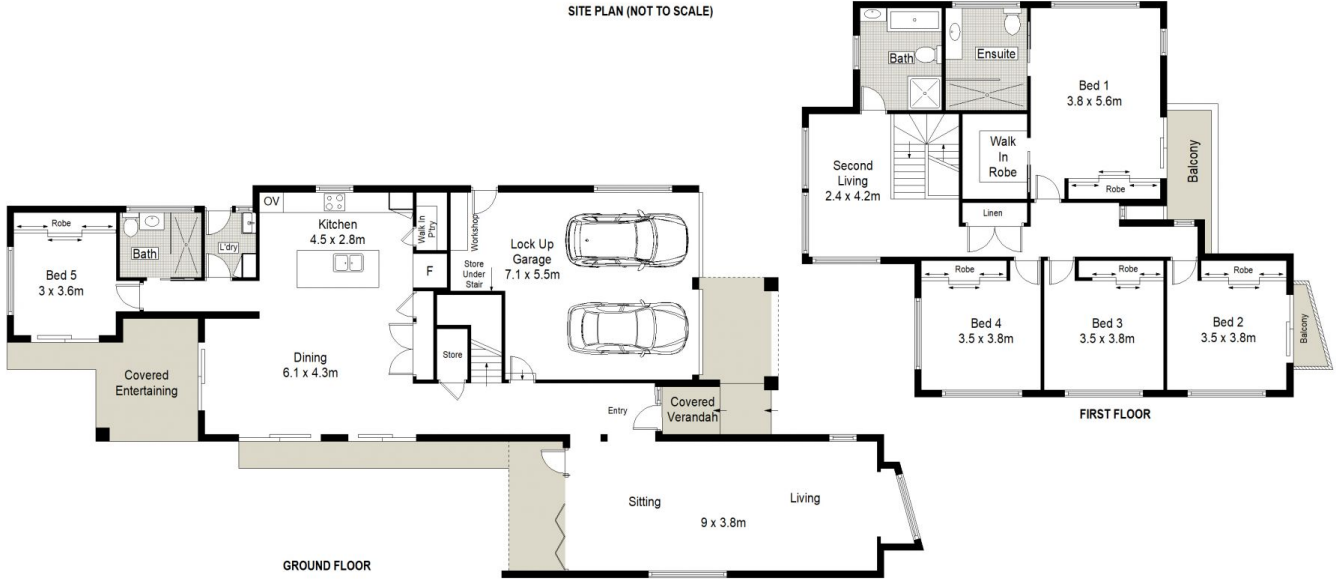 SITE PLAN (NOT TO SCALE)
Bath
Ensuite
Bed 1
3.8 x 5.6m
Second
Living
2.4 x 4.2m
Walk
In
Robe
Robe
Balcony
Linen
Robe
Robe
Robe
Bed 4
3.5 x 3.8m
Bed 3
3.5 x 3.8m
Bed 2
3.5 x 3.8m
Balcony
FIRST FLOOR
OV
Kitchen
4.5 x 2.8m
Walk In
P'try
Workshop
Lock Up
Garage
7.1 x 5.5m
Store
Under
Stair
F
Robe
Bed 5
3 x 3.6m
Bath
L'dry
Dining
6.1 x 4.3m
Store
Covered
Entertaining
Entry
Covered
Verandah
Sitting
Living
9 x 3.8m
GROUND FLOOR